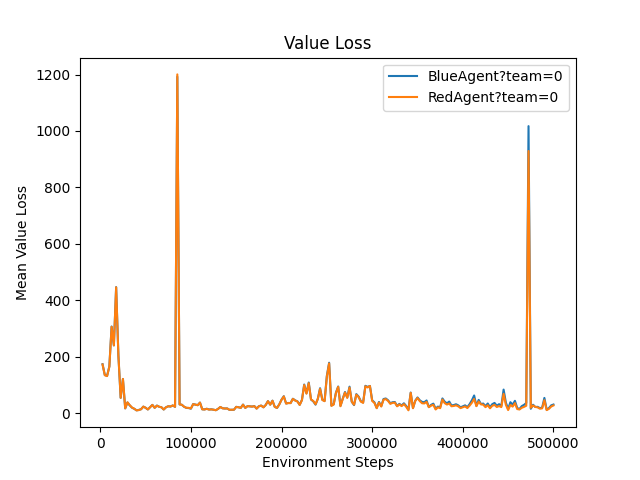 Value Loss
BlueAgent?team=0
RedAgent?team=0
1200
1000
800
600
400
200
0
Mean Value Loss
0 100000 200000 300000 400000 500000
Environment Steps